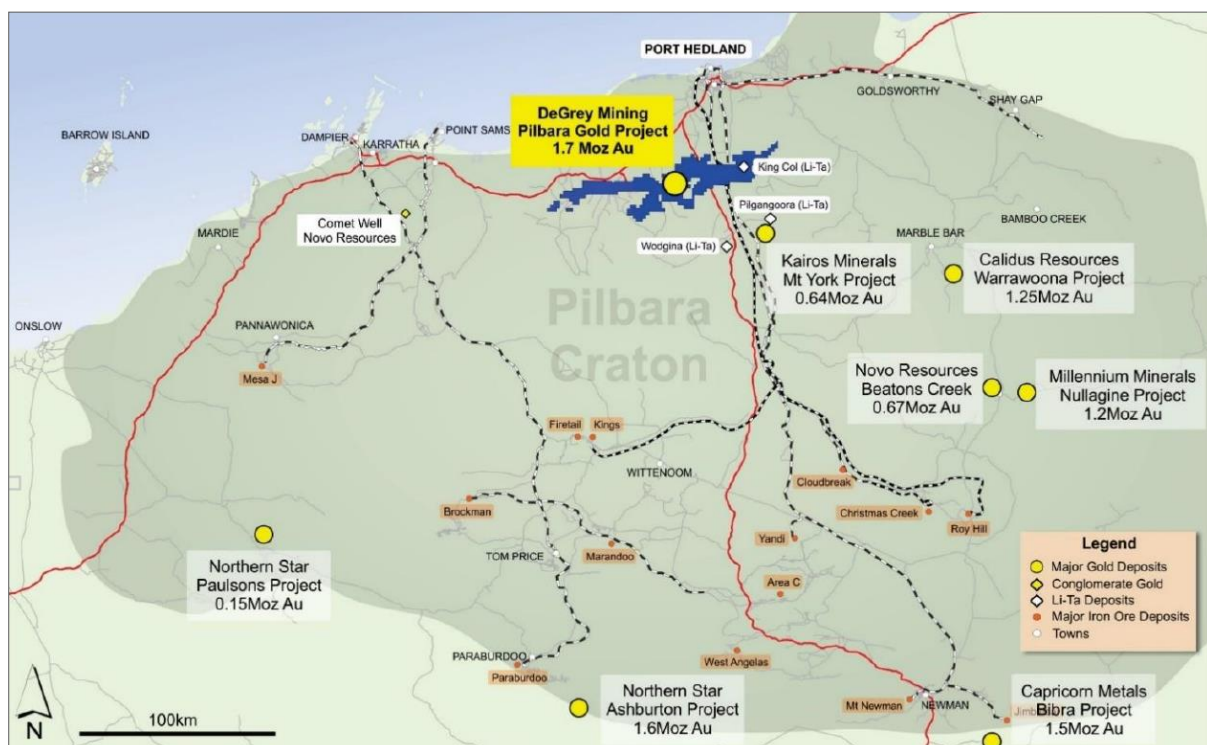 PORT HEDLAND
GOLDSWORTHY
SHAY GAP
DeGrey Mining
Pilbara Gold Project
1.7 Moz Au
BARROW ISLAND
DAMPIER
KARRATHA
POINT SAMS
King Col (Li-Ta)
Pilgangoora (Li-Ta)
Wodgina (Li-Ta)
BAMBOO CREEK
MARBLE BAR
Comet Well
Novo Resources
MARDIE
Kairos Minerals
Mt York Project
0.64Moz Au
Calidus Resources
Warrawoona Project
1.25Moz Au
Pilbara
Craton
ONSLOW
PANNAWONICA
Mesa J
Novo Resources
Beatons Creek
0.67Moz Au
Millennium Minerals
Nullagine Project
1.2Moz Au
Firetail
Kings
WITTENOOM
Cloudbreak
Brockman
Christmas Creek
Roy Hill
Yandi
TOM PRICE
Marandoo
Area C
Northern Star
Paulsons Project
0.15Moz Au
Legend
Major Gold Deposits
Conglomerate Gold
Li-Ta Deposits
Major Iron Ore Deposits
Towns
PARABURDOO
Paraburdoo
West Angelas
Northern Star
Ashburton Project
1.6Moz Au
Mt Newman
NEWMAN
Capricorn Metals
Bibra Project
1.5Moz Au
N
100km